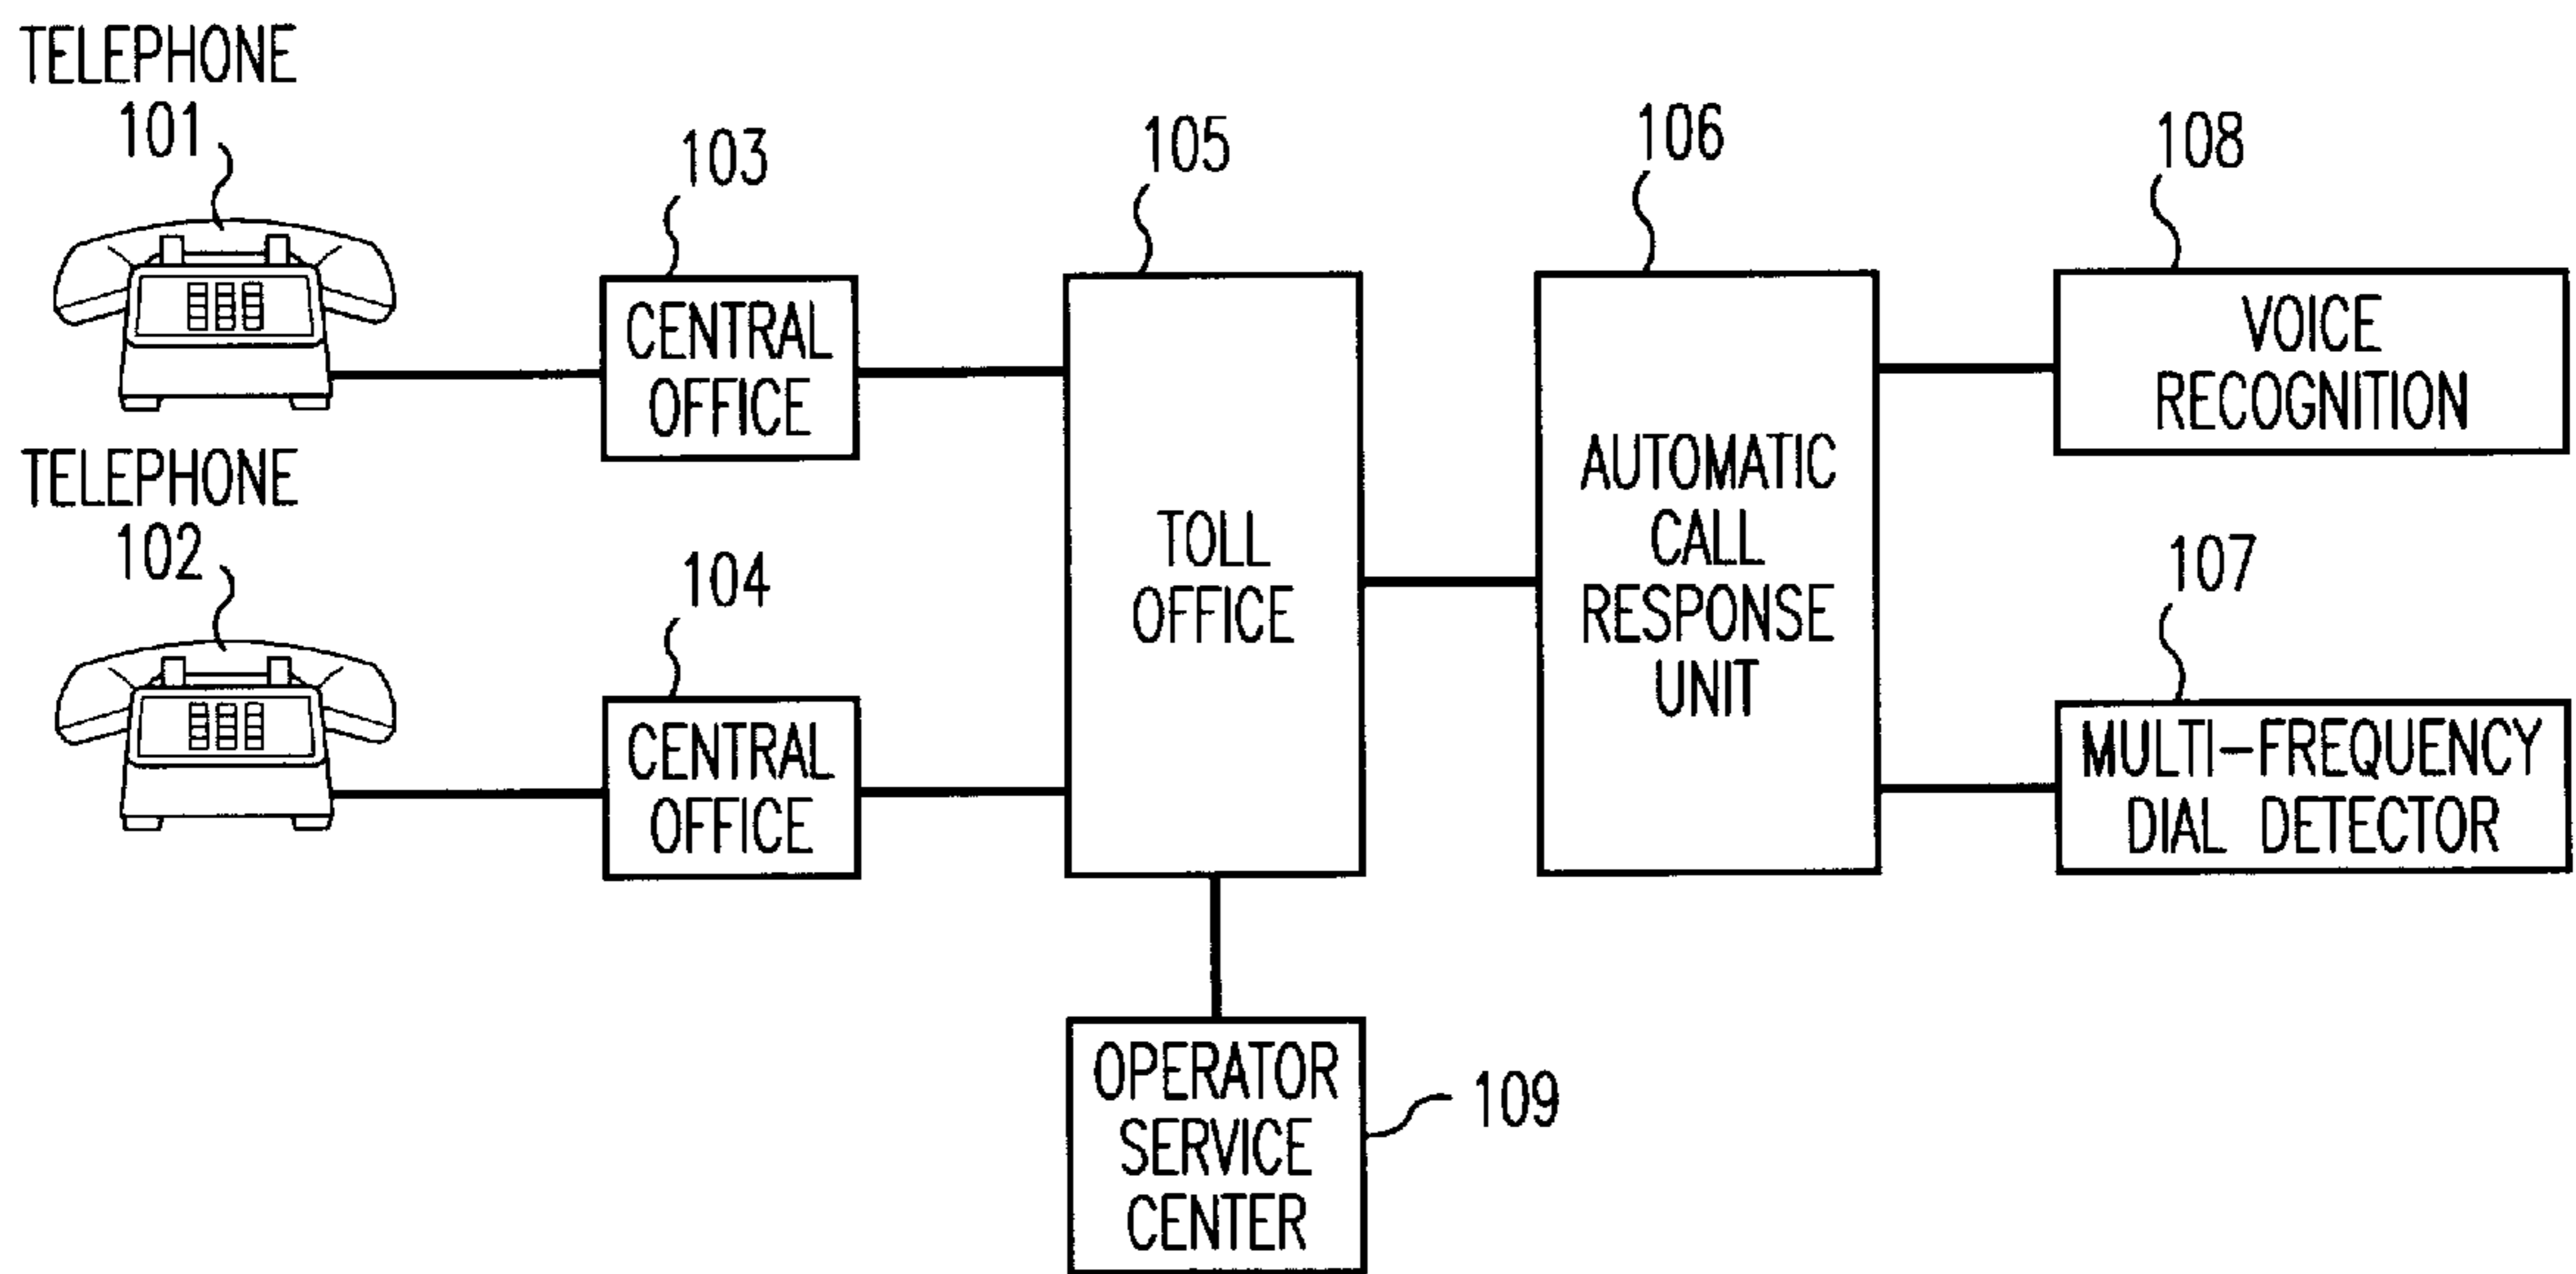 TELEPHONE
101
103
CENTRAL
OFFICE
TELEPHONE
102
104
CENTRAL
OFFICE
105
TOLL
OFFICE
106
AUTOMATIC
CALL
RESPONSE
UNIT
108
VOICE
RECOGNITION
107
MULTI-FREQUENCY
DIAL DETECTOR
OPERATOR
SERVICE
CENTER
109